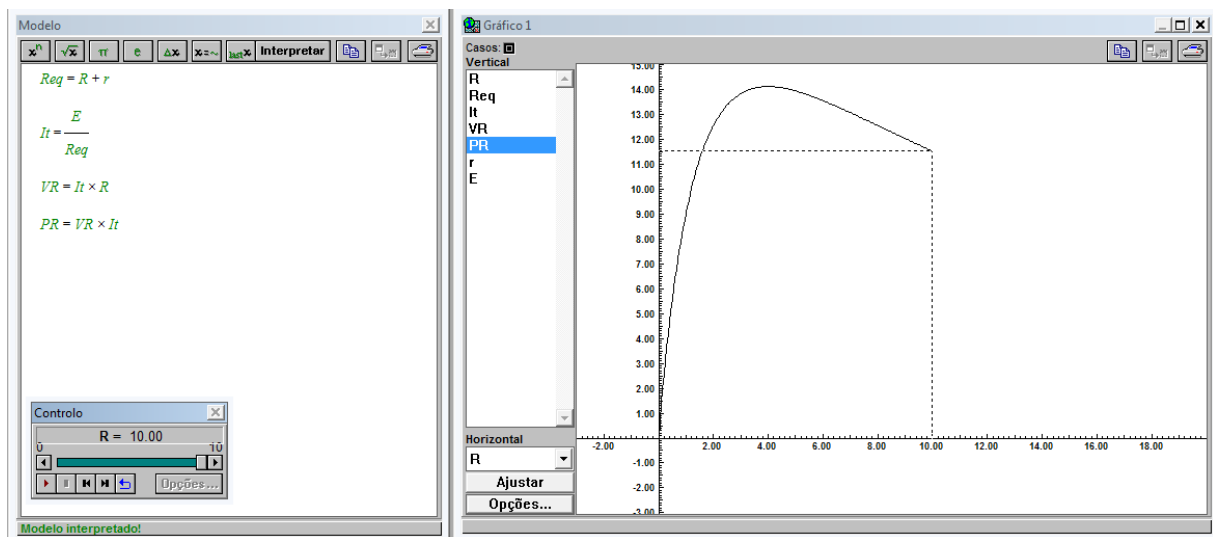 Modelo
xⁿ √x π e Δx x=~ last x Interpretar
Req = R + r
It = E / Req
VR = It × R
PR = VR × It
Controlo
R = 10.00
0 10
Opções...
Modelo interpretado!
Gráfico 1
Casos:
Vertical
R
Req
It
VR
PR
r
E
Horizontal
R
Ajustar
Opções...
15.00
14.00
13.00
12.00
11.00
10.00
9.00
8.00
7.00
6.00
5.00
4.00
3.00
2.00
1.00
-2.00 2.00 4.00 6.00 8.00 10.00 12.00 14.00 16.00 18.00
-1.00
-2.00
-3.00